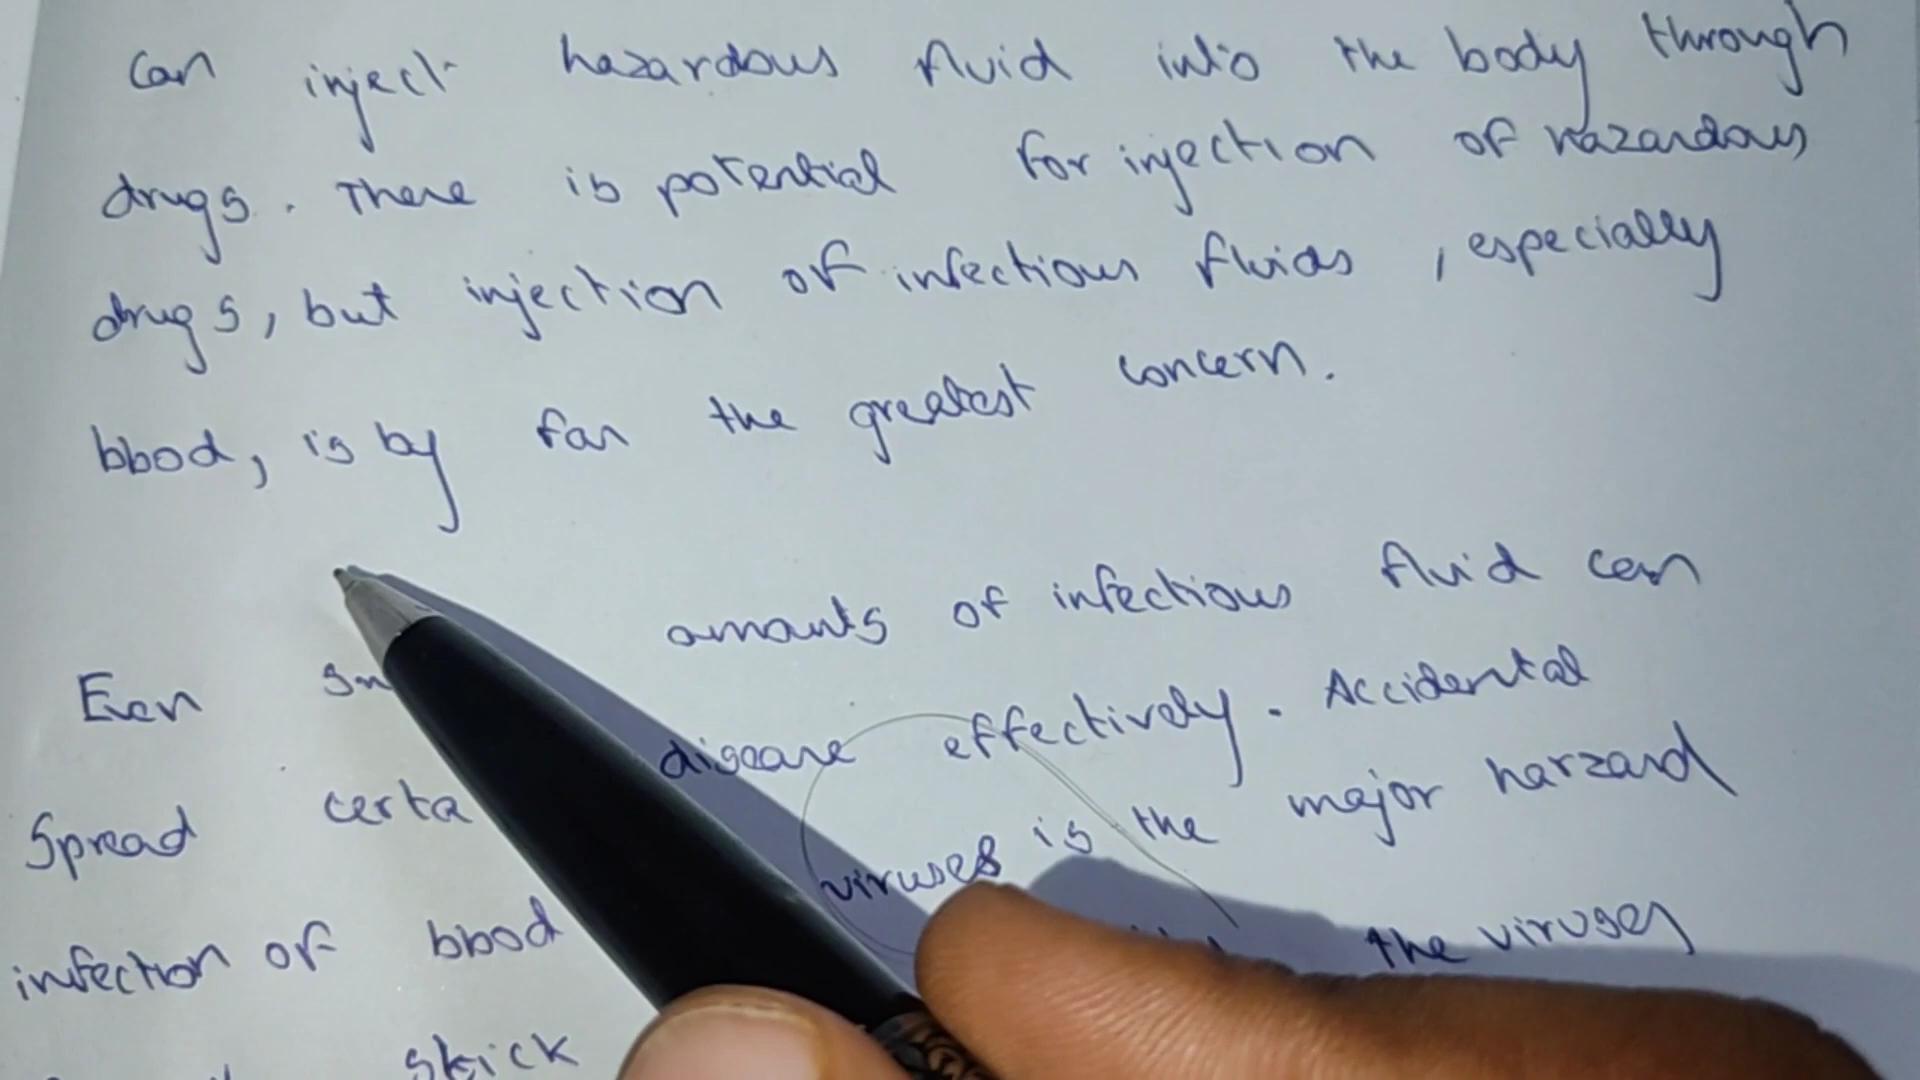 Can inject hazardous fluid into the body through
drugs. There is potential for injection of hazardous
drugs, but injection of infectious fluids, especially
blood, is by far the greatest concern.
Even amounts of infectious fluid can
Spread disease effectively. Accidental
infection of blood viruses is the major harzard
stick the viruses